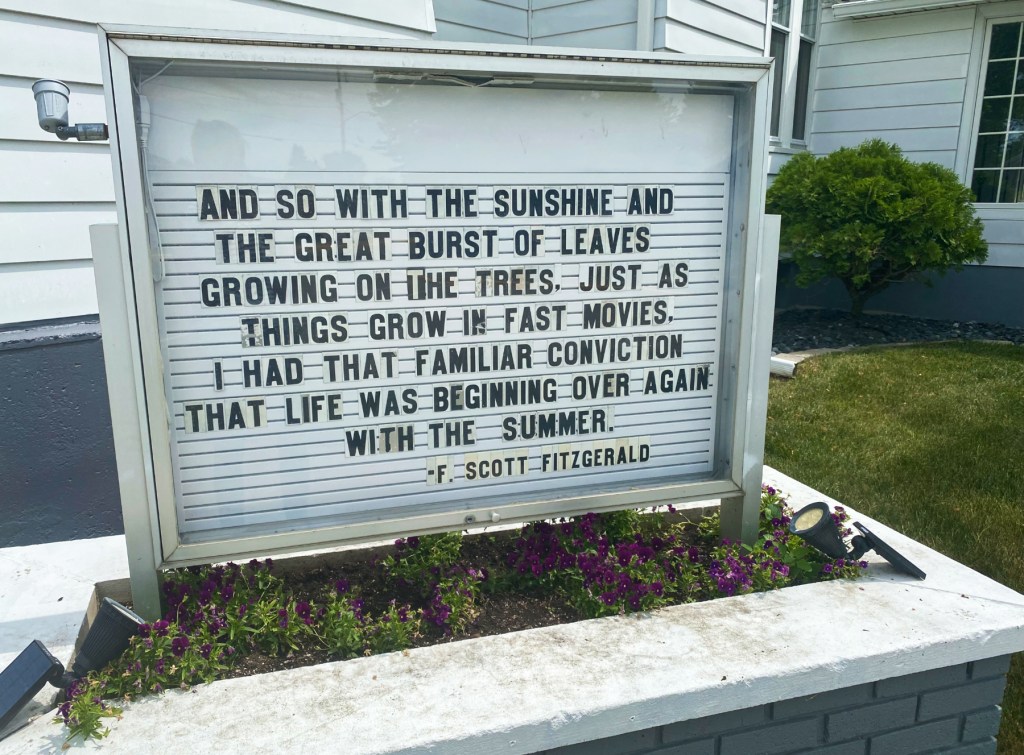 AND SO WITH THE SUNSHINE AND
THE GREAT BURST OF LEAVES
GROWING ON THE TREES, JUST AS
THINGS GROW IN FAST MOVIES,
I HAD THAT FAMILIAR CONVICTION
THAT LIFE WAS BEGINNING OVER AGAIN
WITH THE SUMMER.
-F. SCOTT FITZGERALD